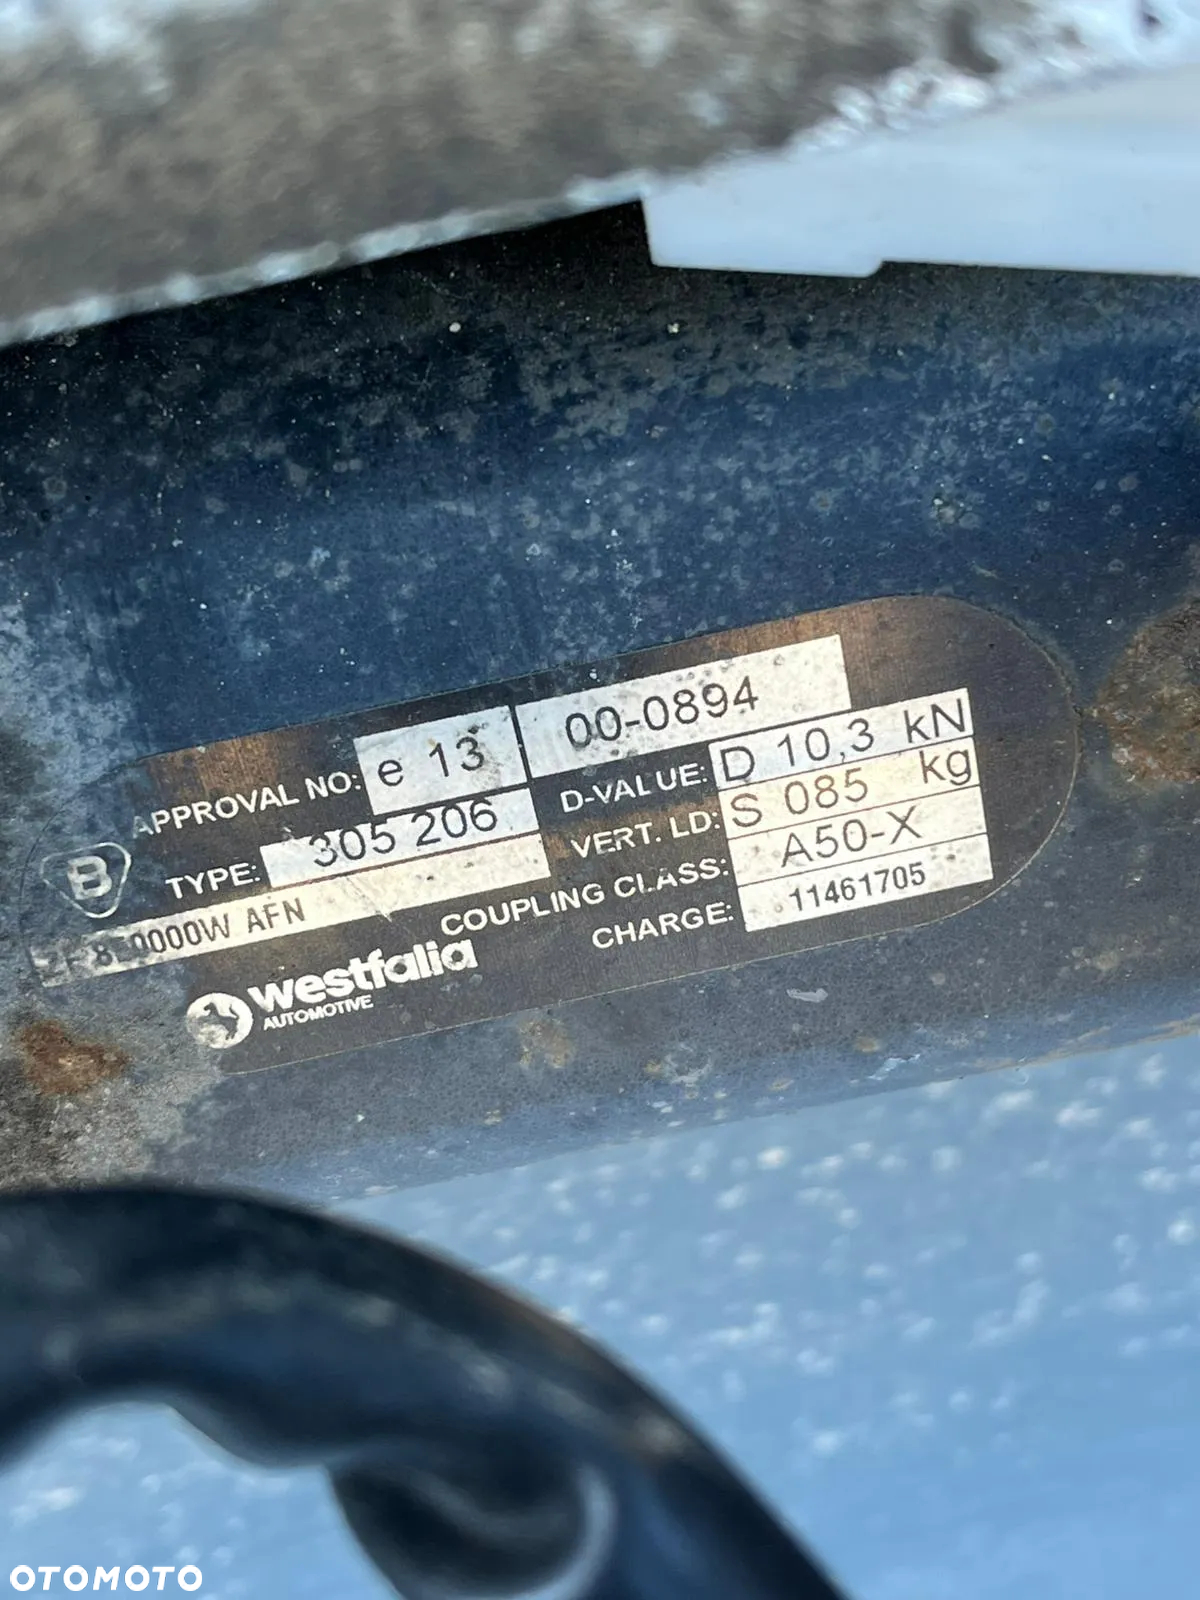 APPROVAL NO: e 13 00-0894
TYPE: 305 206 D-VALUE: D 10,3 kN
VERT. LD: S 085 kg
B
0000W AFN
COUPLING CLASS: A50-X
CHARGE: 11461705
westfalia
AUTOMOTIVE
OTOMOTO